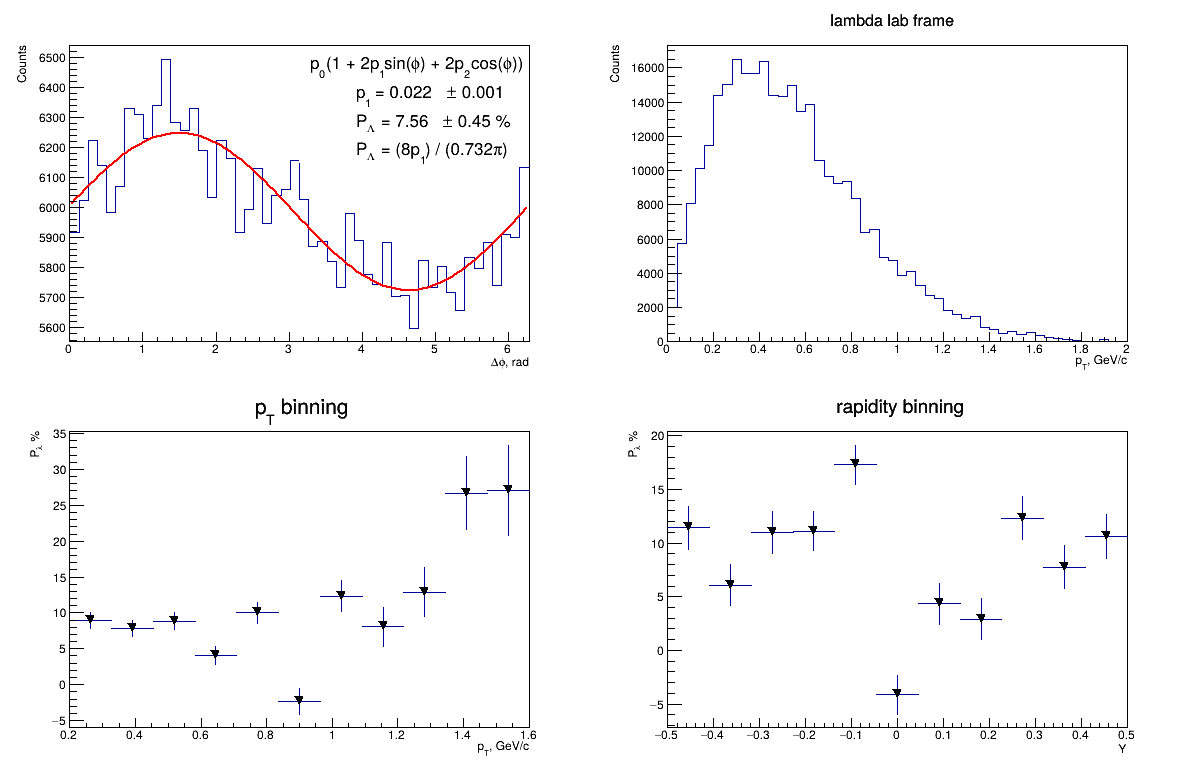 Counts
p0(1 + 2p1sin(ϕ) + 2p2cos(ϕ))
p1 = 0.022 ± 0.001
PΛ = 7.56 ± 0.45 %
PΛ = (8p1) / (0.732π)
6500
6400
6300
6200
6100
6000
5900
5800
5700
5600
0 1 2 3 4 5 6
Δϕ, rad
lambda lab frame
Counts
16000
14000
12000
10000
8000
6000
4000
2000
0
0 0.2 0.4 0.6 0.8 1 1.2 1.4 1.6 1.8 2
pT, GeV/c
pT binning
Pλ %
35
30
25
20
15
10
5
0
−5
0.2 0.4 0.6 0.8 1 1.2 1.4 1.6
pT, GeV/c
rapidity binning
Pλ %
20
15
10
5
0
−5
−0.5 −0.4 −0.3 −0.2 −0.1 0 0.1 0.2 0.3 0.4 0.5
Y